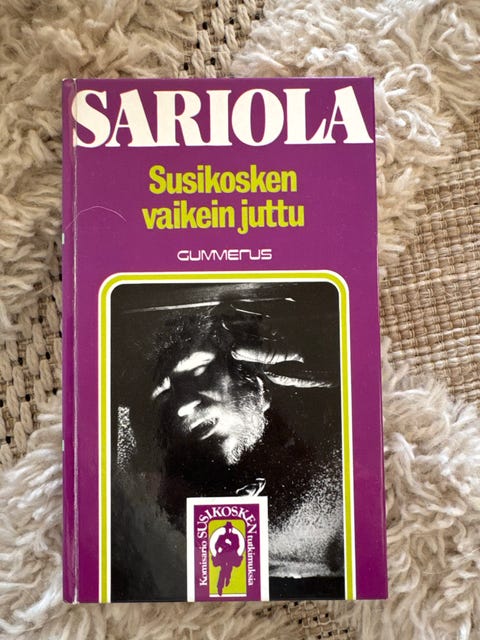 SARIOLA
Susikosken
vaikein juttu
GUMMERUS
Komisario SUSIKOSKEN tutkimuksia